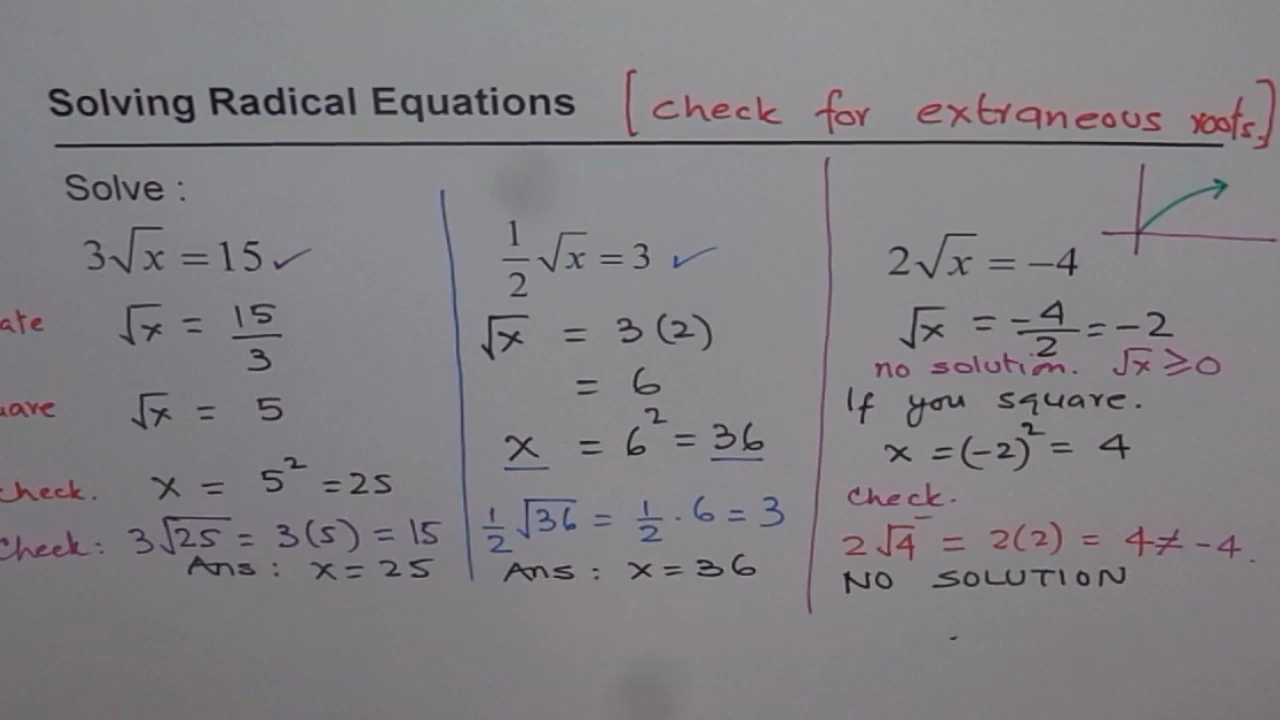 Solving Radical Equations [check for extraneous roots.]
Solve :
3√x = 15 ✓
ate √x = 15/3
uare √x = 5
check. x = 5² = 25
check: 3√25 = 3(5) = 15
Ans : x = 25
1/2 √x = 3 ✓
√x = 3(2)
= 6
x = 6² = 36
1/2 √36 = 1/2 · 6 = 3
Ans : x = 36
2√x = −4
√x = -4/2 = -2
no solution. √x ≥ 0
If you square.
x = (-2)² = 4
check.
2√4 = 2(2) = 4 ≠ -4.
NO SOLUTION